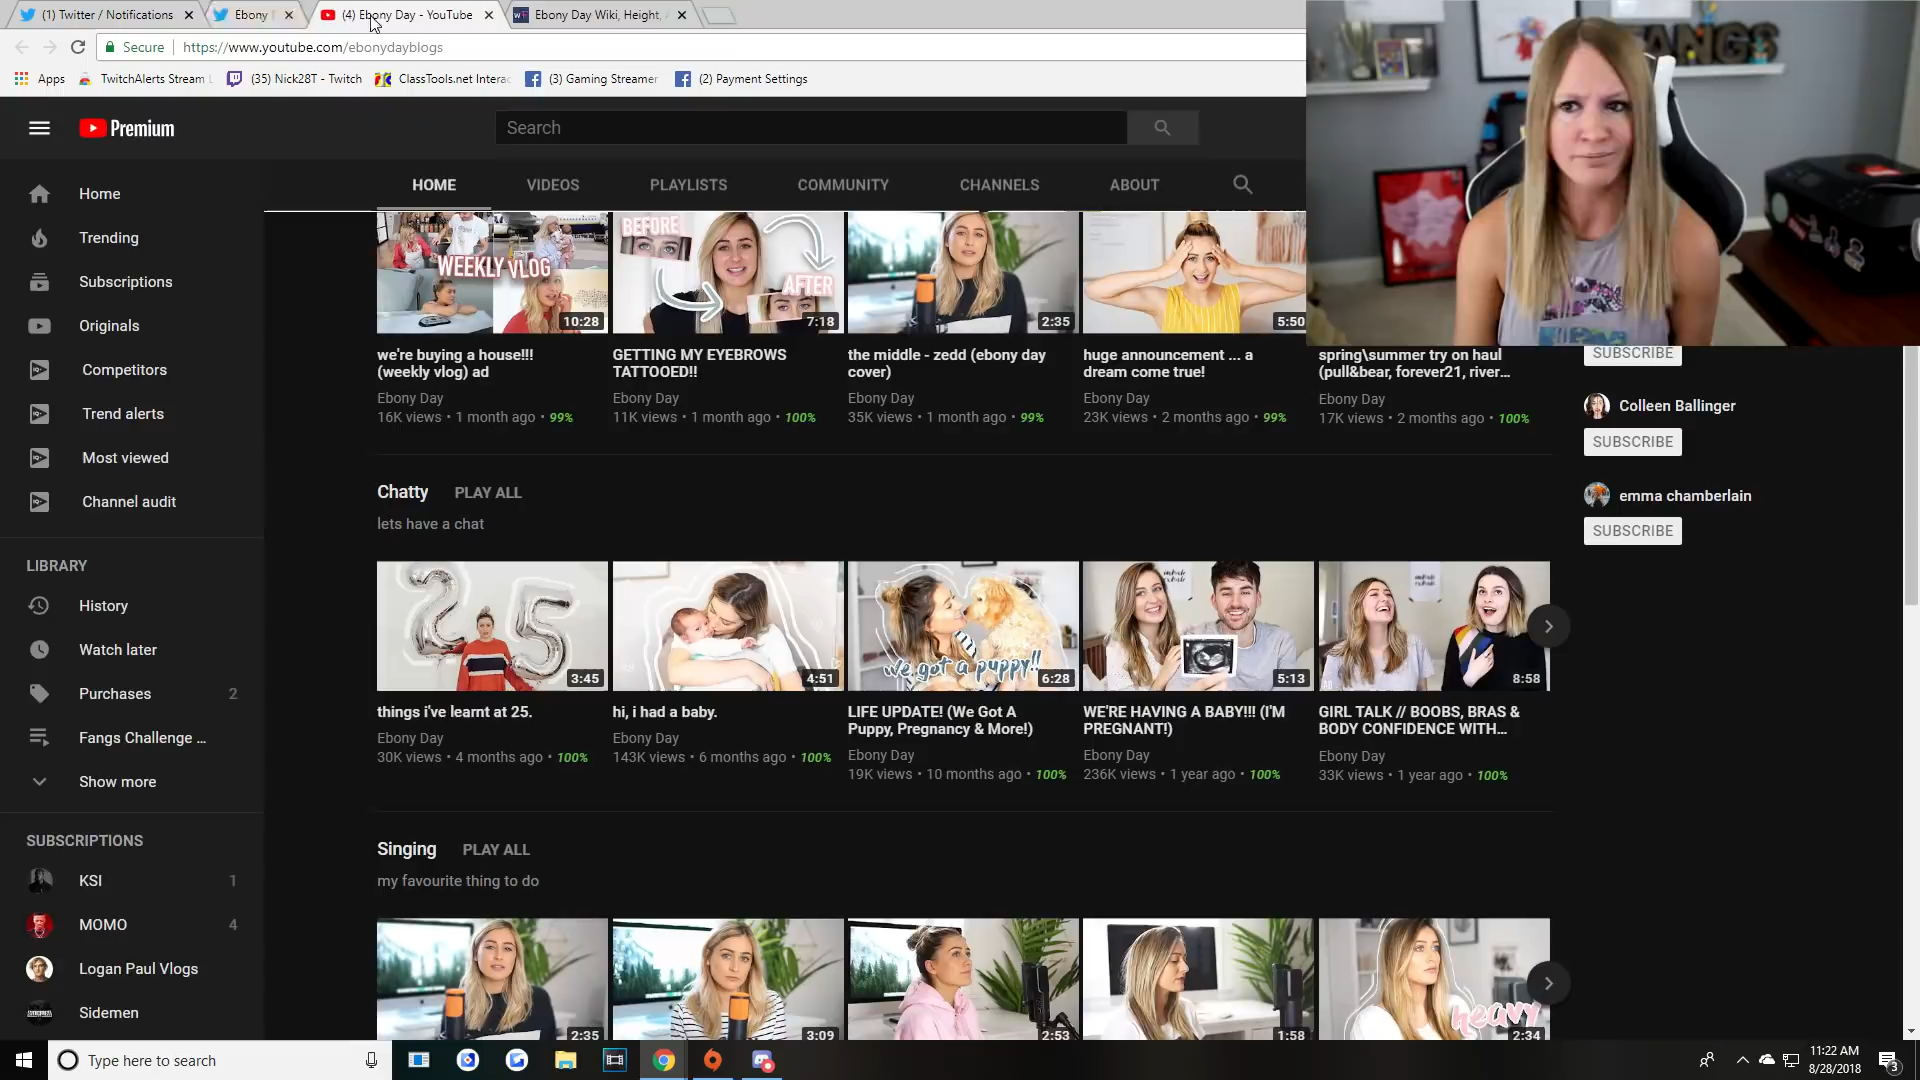 (1) Twitter / Notifications
Ebony
(4) Ebony Day - YouTube
Ebony Day Wiki, Height,
Secure
https://www.youtube.com/ebonydayblogs
Apps
TwitchAlerts Stream
(35) Nick28T - Twitch
ClassTools.net Interac
(3) Gaming Streamer
(2) Payment Settings
FANGS
Premium
Search
HOME
VIDEOS
PLAYLISTS
COMMUNITY
CHANNELS
ABOUT
Home
Trending
Subscriptions
Originals
Competitors
Trend alerts
Most viewed
Channel audit
LIBRARY
History
Watch later
Purchases 2
Fangs Challenge ...
Show more
SUBSCRIPTIONS
KSI 1
MOMO 4
Logan Paul Vlogs
Sidemen
WEEKLY VLOG
10:28
BEFORE
AFTER
7:18
2:35
5:50
we're buying a house!!!
(weekly vlog) ad
Ebony Day
16K views • 1 month ago • 99%
GETTING MY EYEBROWS
TATTOOED!!
Ebony Day
11K views • 1 month ago • 100%
the middle - zedd (ebony day
cover)
Ebony Day
35K views • 1 month ago • 99%
huge announcement ... a
dream come true!
Ebony Day
23K views • 2 months ago • 99%
spring\summer try on haul
(pull&bear, forever21, river...
Ebony Day
17K views • 2 months ago • 100%
SUBSCRIBE
Colleen Ballinger
SUBSCRIBE
emma chamberlain
SUBSCRIBE
Chatty
PLAY ALL
lets have a chat
3:45
4:51
we got a puppy!!
6:28
5:13
8:58
things i've learnt at 25.
Ebony Day
30K views • 4 months ago • 100%
hi, i had a baby.
Ebony Day
143K views • 6 months ago • 100%
LIFE UPDATE! (We Got A
Puppy, Pregnancy & More!)
Ebony Day
19K views • 10 months ago • 100%
WE'RE HAVING A BABY!!! (I'M
PREGNANT!)
Ebony Day
236K views • 1 year ago • 100%
GIRL TALK // BOOBS, BRAS &
BODY CONFIDENCE WITH...
Ebony Day
33K views • 1 year ago • 100%
Singing
PLAY ALL
my favourite thing to do
2:35
3:09
2:53
1:58
heavy
2:34
Type here to search
11:22 AM
8/28/2018
3